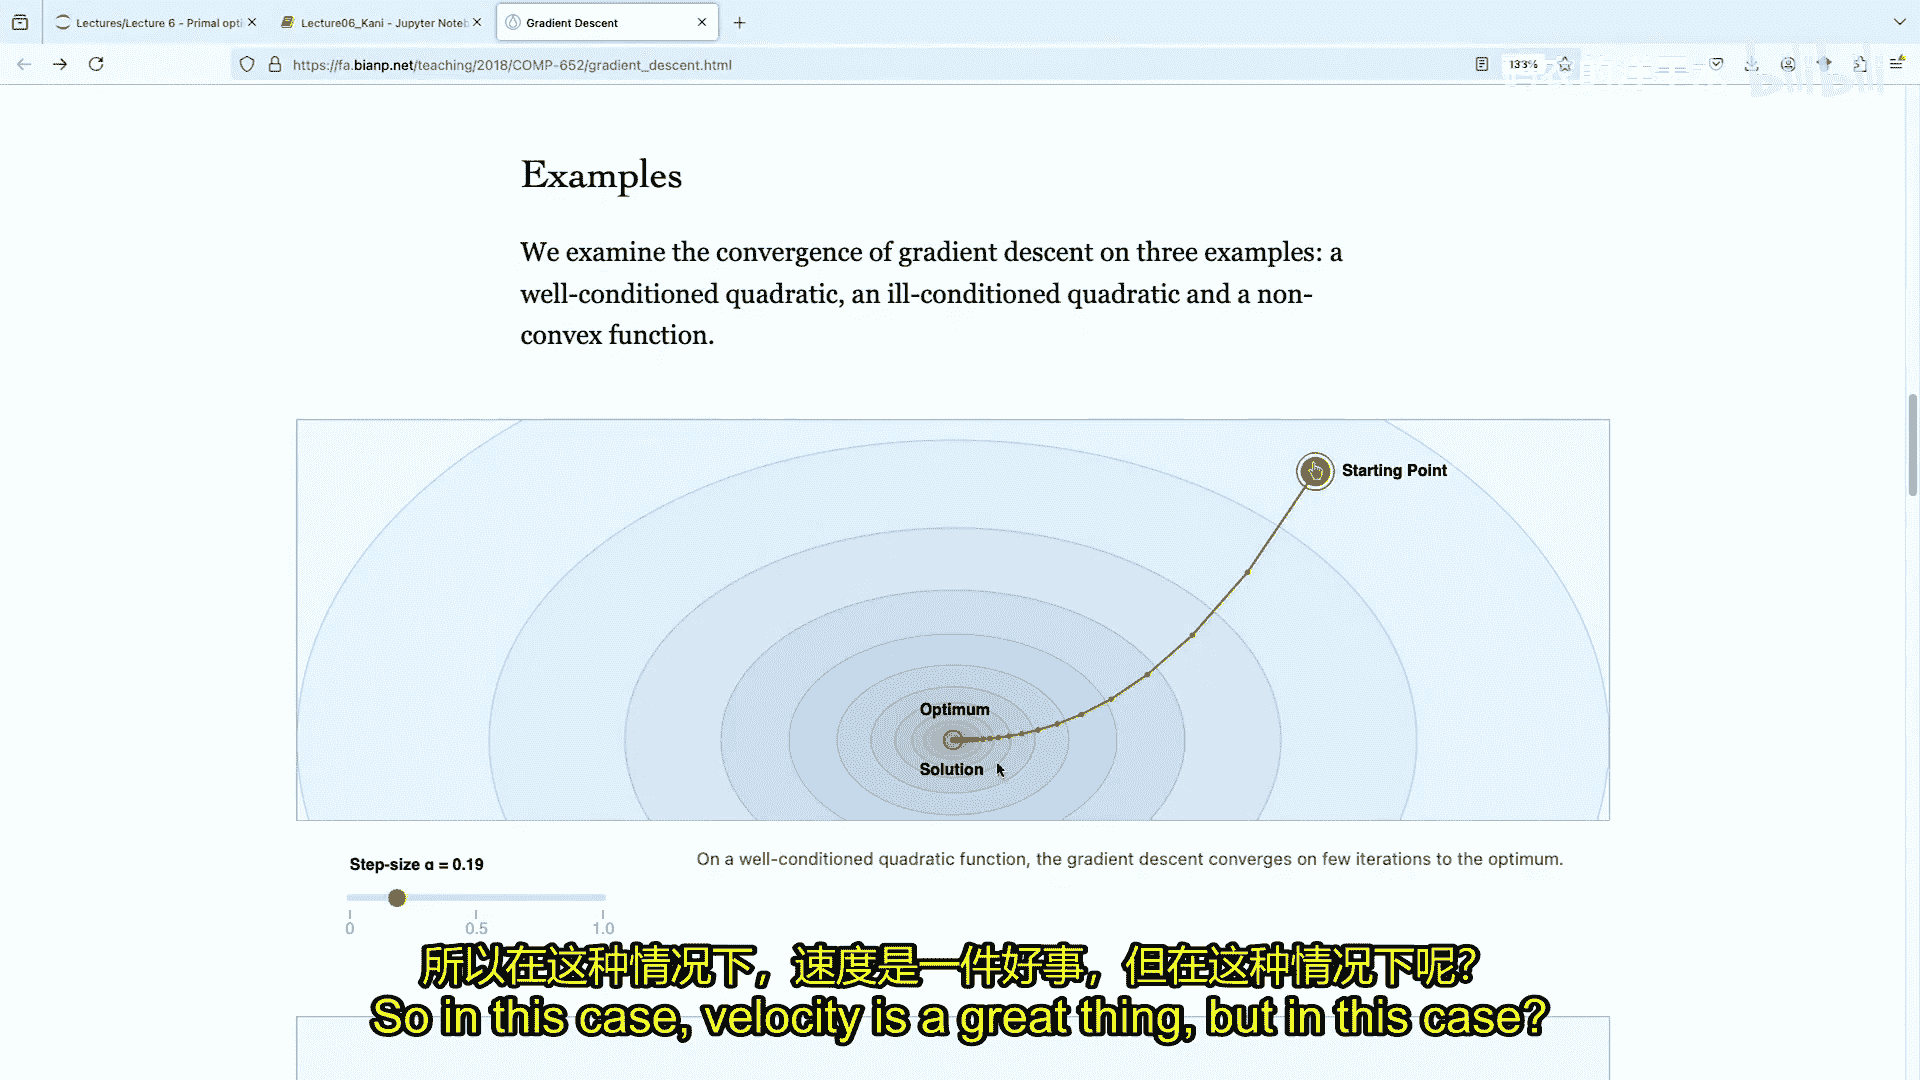 Lectures/Lecture 6 - Primal opti
Lecture06_Kani - Jupyter Noteb
Gradient Descent
https://fa.bianp.net/teaching/2018/COMP-652/gradient_descent.html
133%
bilibili
Examples
We examine the convergence of gradient descent on three examples: a
well-conditioned quadratic, an ill-conditioned quadratic and a non-
convex function.
Starting Point
Optimum
Solution
Step-size α = 0.19
On a well-conditioned quadratic function, the gradient descent converges on few iterations to the optimum.
0
0.5
1.0
所以在这种情况下，速度是一件好事，但在这种情况下呢？
So in this case, velocity is a great thing, but in this case?